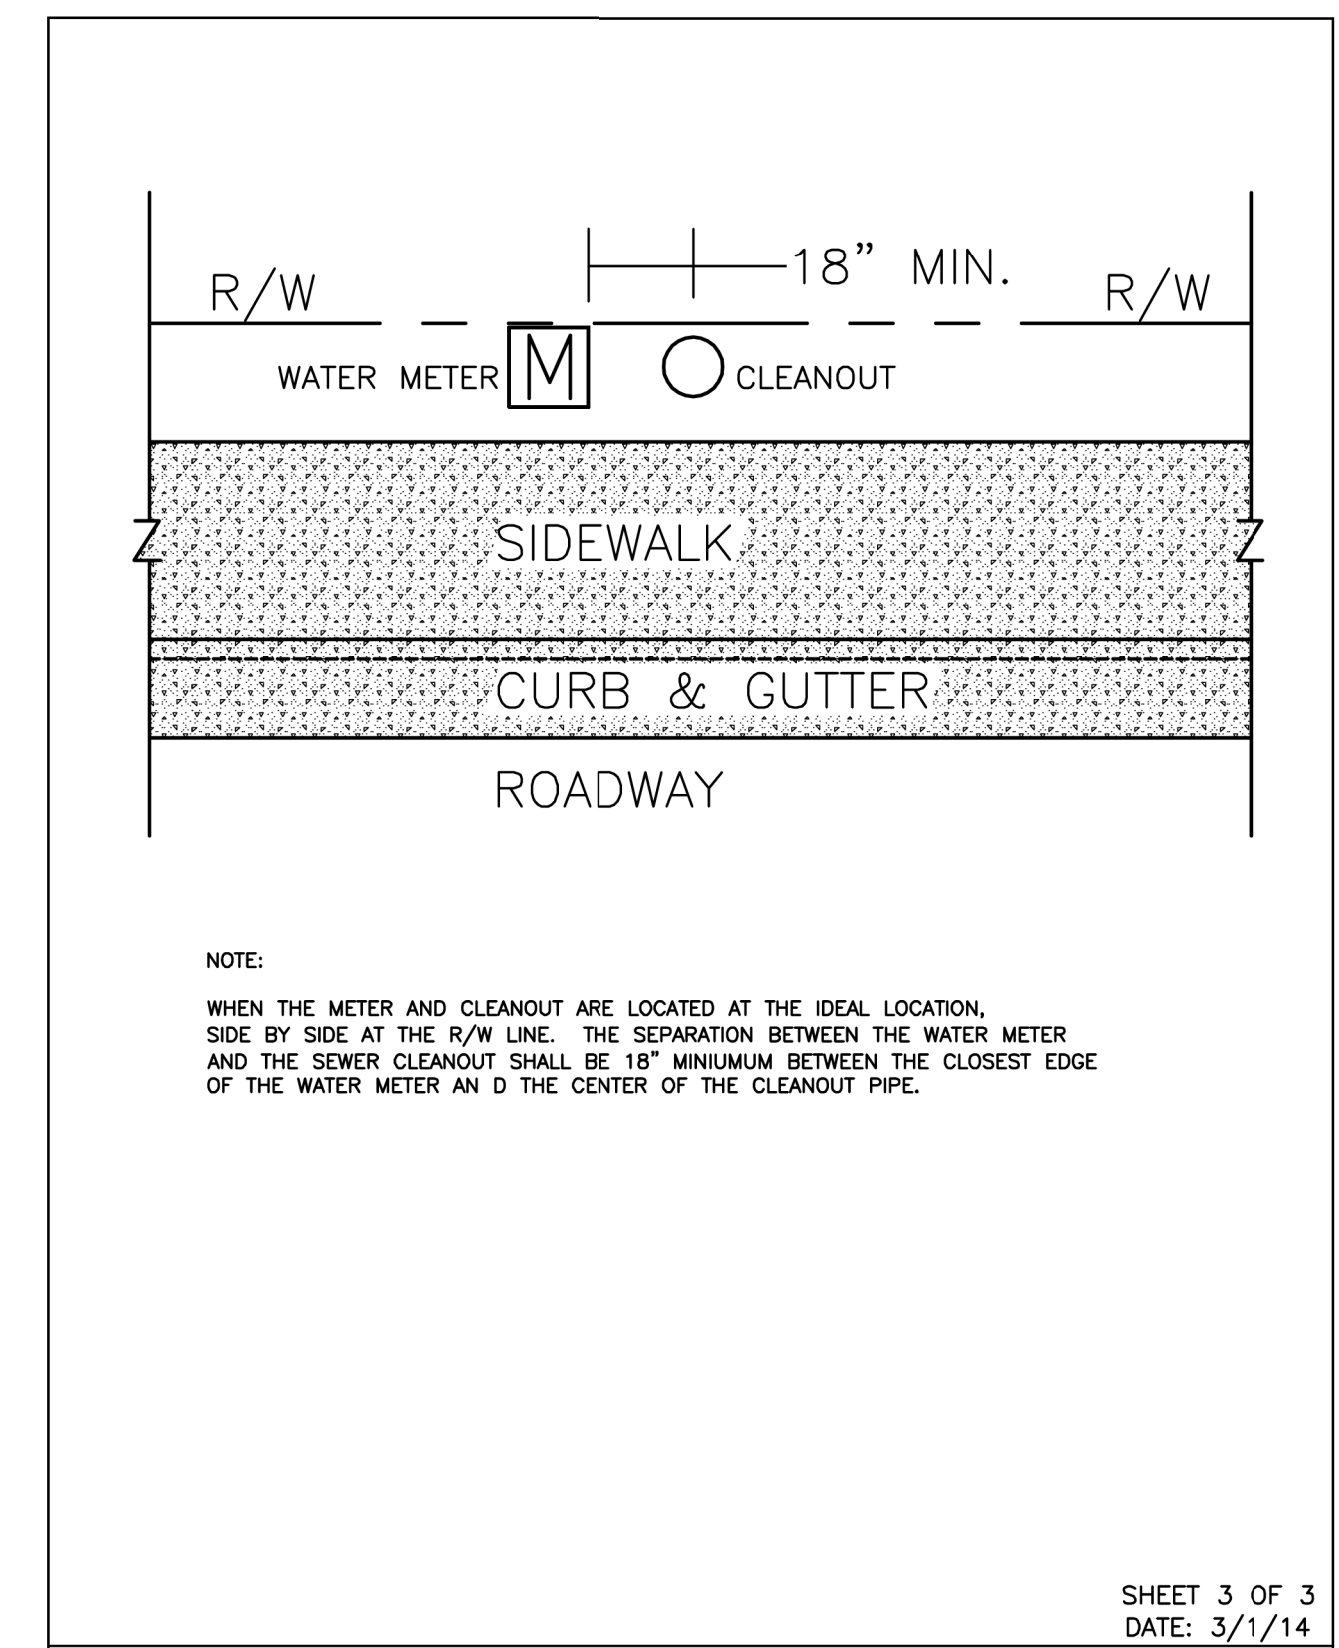 18” MIN.
R/W R/W
WATER METER M CLEANOUT
SIDEWALK
CURB & GUTTER
ROADWAY
NOTE:
WHEN THE METER AND CLEANOUT ARE LOCATED AT THE IDEAL LOCATION,
SIDE BY SIDE AT THE R/W LINE. THE SEPARATION BETWEEN THE WATER METER
AND THE SEWER CLEANOUT SHALL BE 18” MINIUMUM BETWEEN THE CLOSEST EDGE
OF THE WATER METER AN D THE CENTER OF THE CLEANOUT PIPE.
SHEET 3 OF 3
DATE: 3/1/14